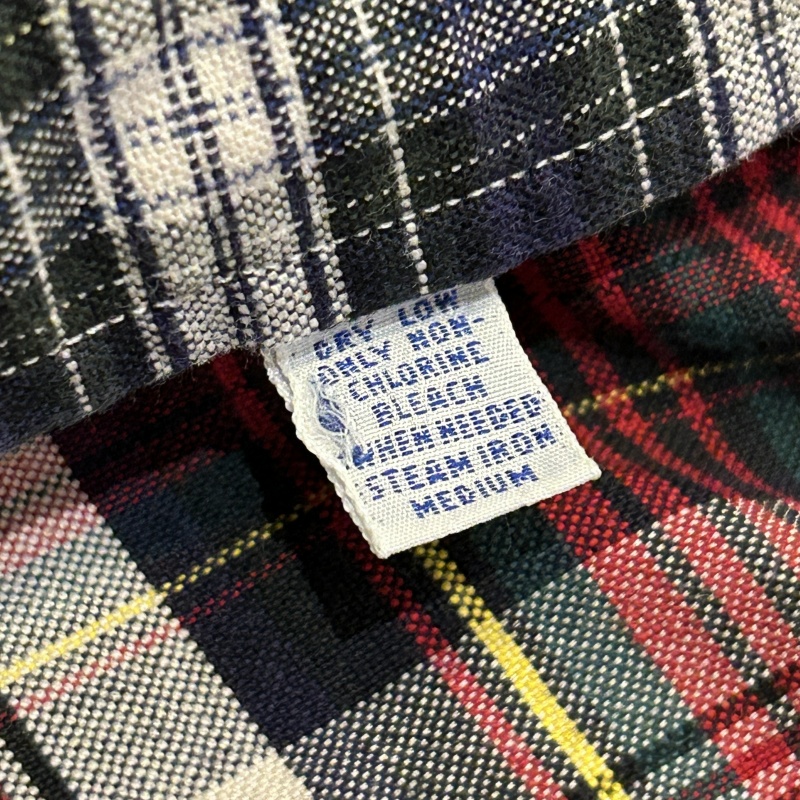 DRY LOW
ONLY NON-
CHLORINE
BLEACH
WHEN NEEDED
STEAM IRON
MEDIUM